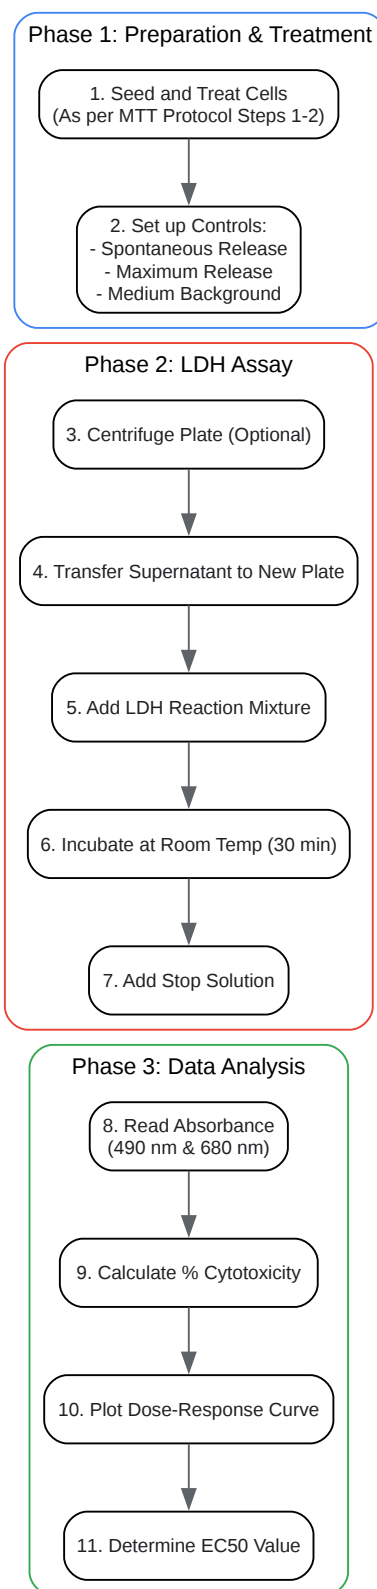 Phase 1: Preparation & Treatment
1. Seed and Treat Cells
(As per MTT Protocol Steps 1-2)
2. Set up Controls:
- Spontaneous Release
- Maximum Release
- Medium Background
Phase 2: LDH Assay
3. Centrifuge Plate (Optional)
4. Transfer Supernatant to New Plate
5. Add LDH Reaction Mixture
6. Incubate at Room Temp (30 min)
7. Add Stop Solution
Phase 3: Data Analysis
8. Read Absorbance
(490 nm & 680 nm)
9. Calculate % Cytotoxicity
10. Plot Dose-Response Curve
11. Determine EC50 Value